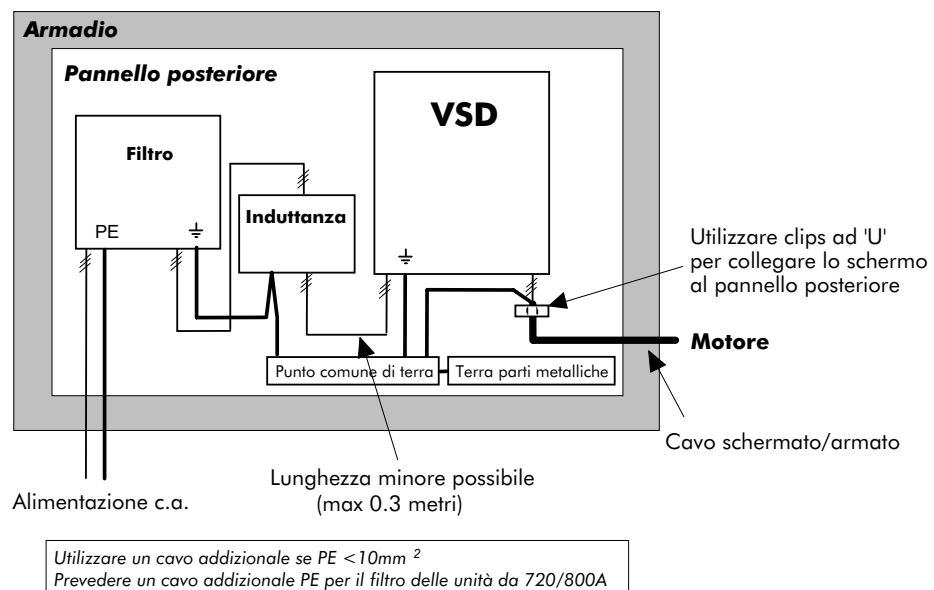 Armadio
Pannello posteriore
VSD
Filtro
Induttanza
PE
Utilizzare clips ad 'U'
per collegare lo schermo
al pannello posteriore
Motore
Punto comune di terra
Terra parti metalliche
Cavo schermato/armato
Lunghezza minore possibile
(max 0.3 metri)
Alimentazione c.a.
Utilizzare un cavo addizionale se PE <10mm ²
Prevedere un cavo addizionale PE per il filtro delle unità da 720/800A